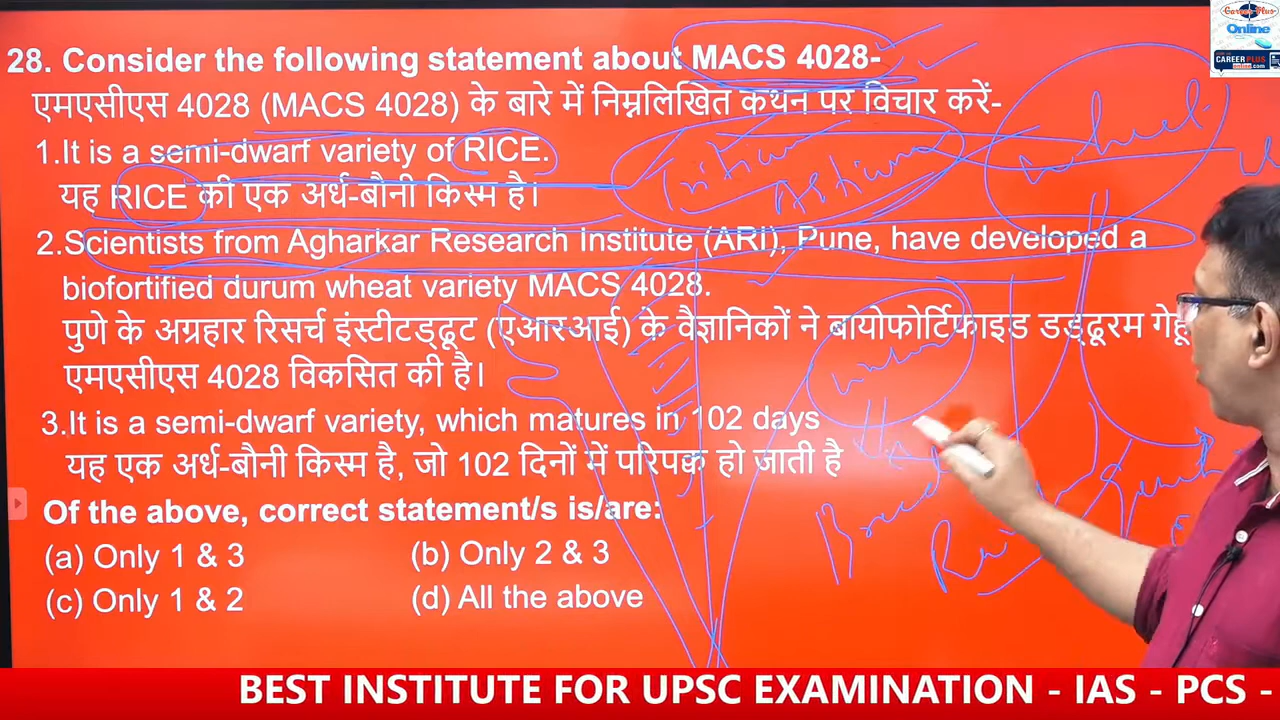 Career Plus
Online
CAREER PLUS
28. Consider the following statement about MACS 4028-
एमएसीएस 4028 (MACS 4028) के बारे में निम्नलिखित कथन पर विचार करें-
1.It is a semi-dwarf variety of RICE.
यह RICE की एक अर्ध-बौनी किस्म है।
2.Scientists from Agharkar Research Institute (ARI), Pune, have developed a
biofortified durum wheat variety MACS 4028.
पुणे के अग्रहार रिसर्च इंस्टीटड्ढूट (एआरआई) के वैज्ञानिकों ने बायोफोर्टिफाइड डड्ढूरम गेहू
एमएसीएस 4028 विकसित की है।
3.It is a semi-dwarf variety, which matures in 102 days
यह एक अर्ध-बौनी किस्म है, जो 102 दिनों में परिपक्व हो जाती है
Of the above, correct statement/s is/are:
(a) Only 1 & 3 (b) Only 2 & 3
(c) Only 1 & 2 (d) All the above
BEST INSTITUTE FOR UPSC EXAMINATION - IAS - PCS -